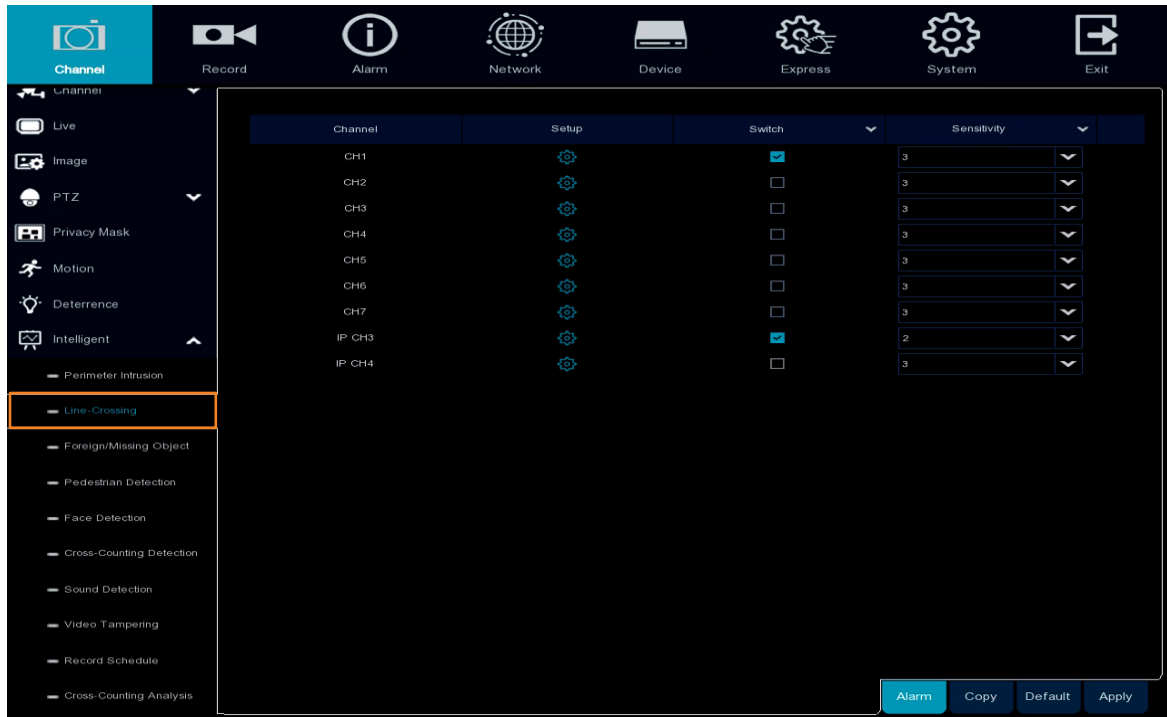 Channel Record Alarm Network Device Express System Exit
Channel
Live
Image
PTZ
Privacy Mask
Motion
Deterrence
Intelligent
Perimeter Intrusion
Line-Crossing
Foreign/Missing Object
Pedestrian Detection
Face Detection
Cross-Counting Detection
Sound Detection
Video Tampering
Record Schedule
Cross-Counting Analysis
Channel Setup Switch Sensitivity
CH1 3
CH2 3
CH3 3
CH4 3
CH5 3
CH6 3
CH7 3
IP CH3 2
IP CH4 3
Alarm Copy Default Apply